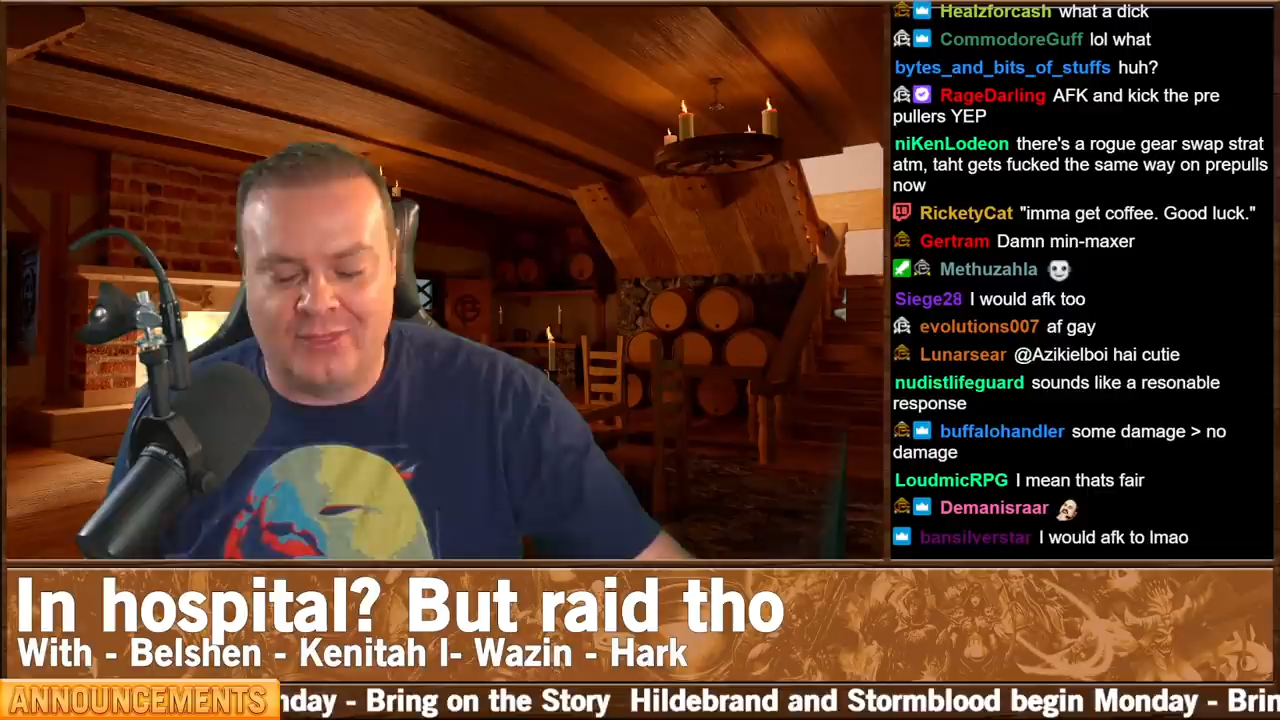 Healzforcash what a dick
CommodoreGuff lol what
bytes_and_bits_of_stuffs huh?
RageDarling AFK and kick the pre
pullers YEP
niKenLodeon there's a rogue gear swap strat
atm, taht gets fucked the same way on prepulls
now
RicketyCat "imma get coffee. Good luck."
Gertram Damn min-maxer
Methuzahla
Siege28 I would afk too
evolutions007 af gay
Lunarsear @Azikielboi hai cutie
nudistlifeguard sounds like a resonable
response
buffalohandler some damage > no
damage
LoudmicRPG I mean thats fair
Demanisraar
bansilverstar I would afk to lmao
In hospital? But raid tho
With - Belshen - Kenitah I- Wazin - Hark
ANNOUNCEMENTS nday - Bring on the Story Hildebrand and Stormblood begin Monday - Brin